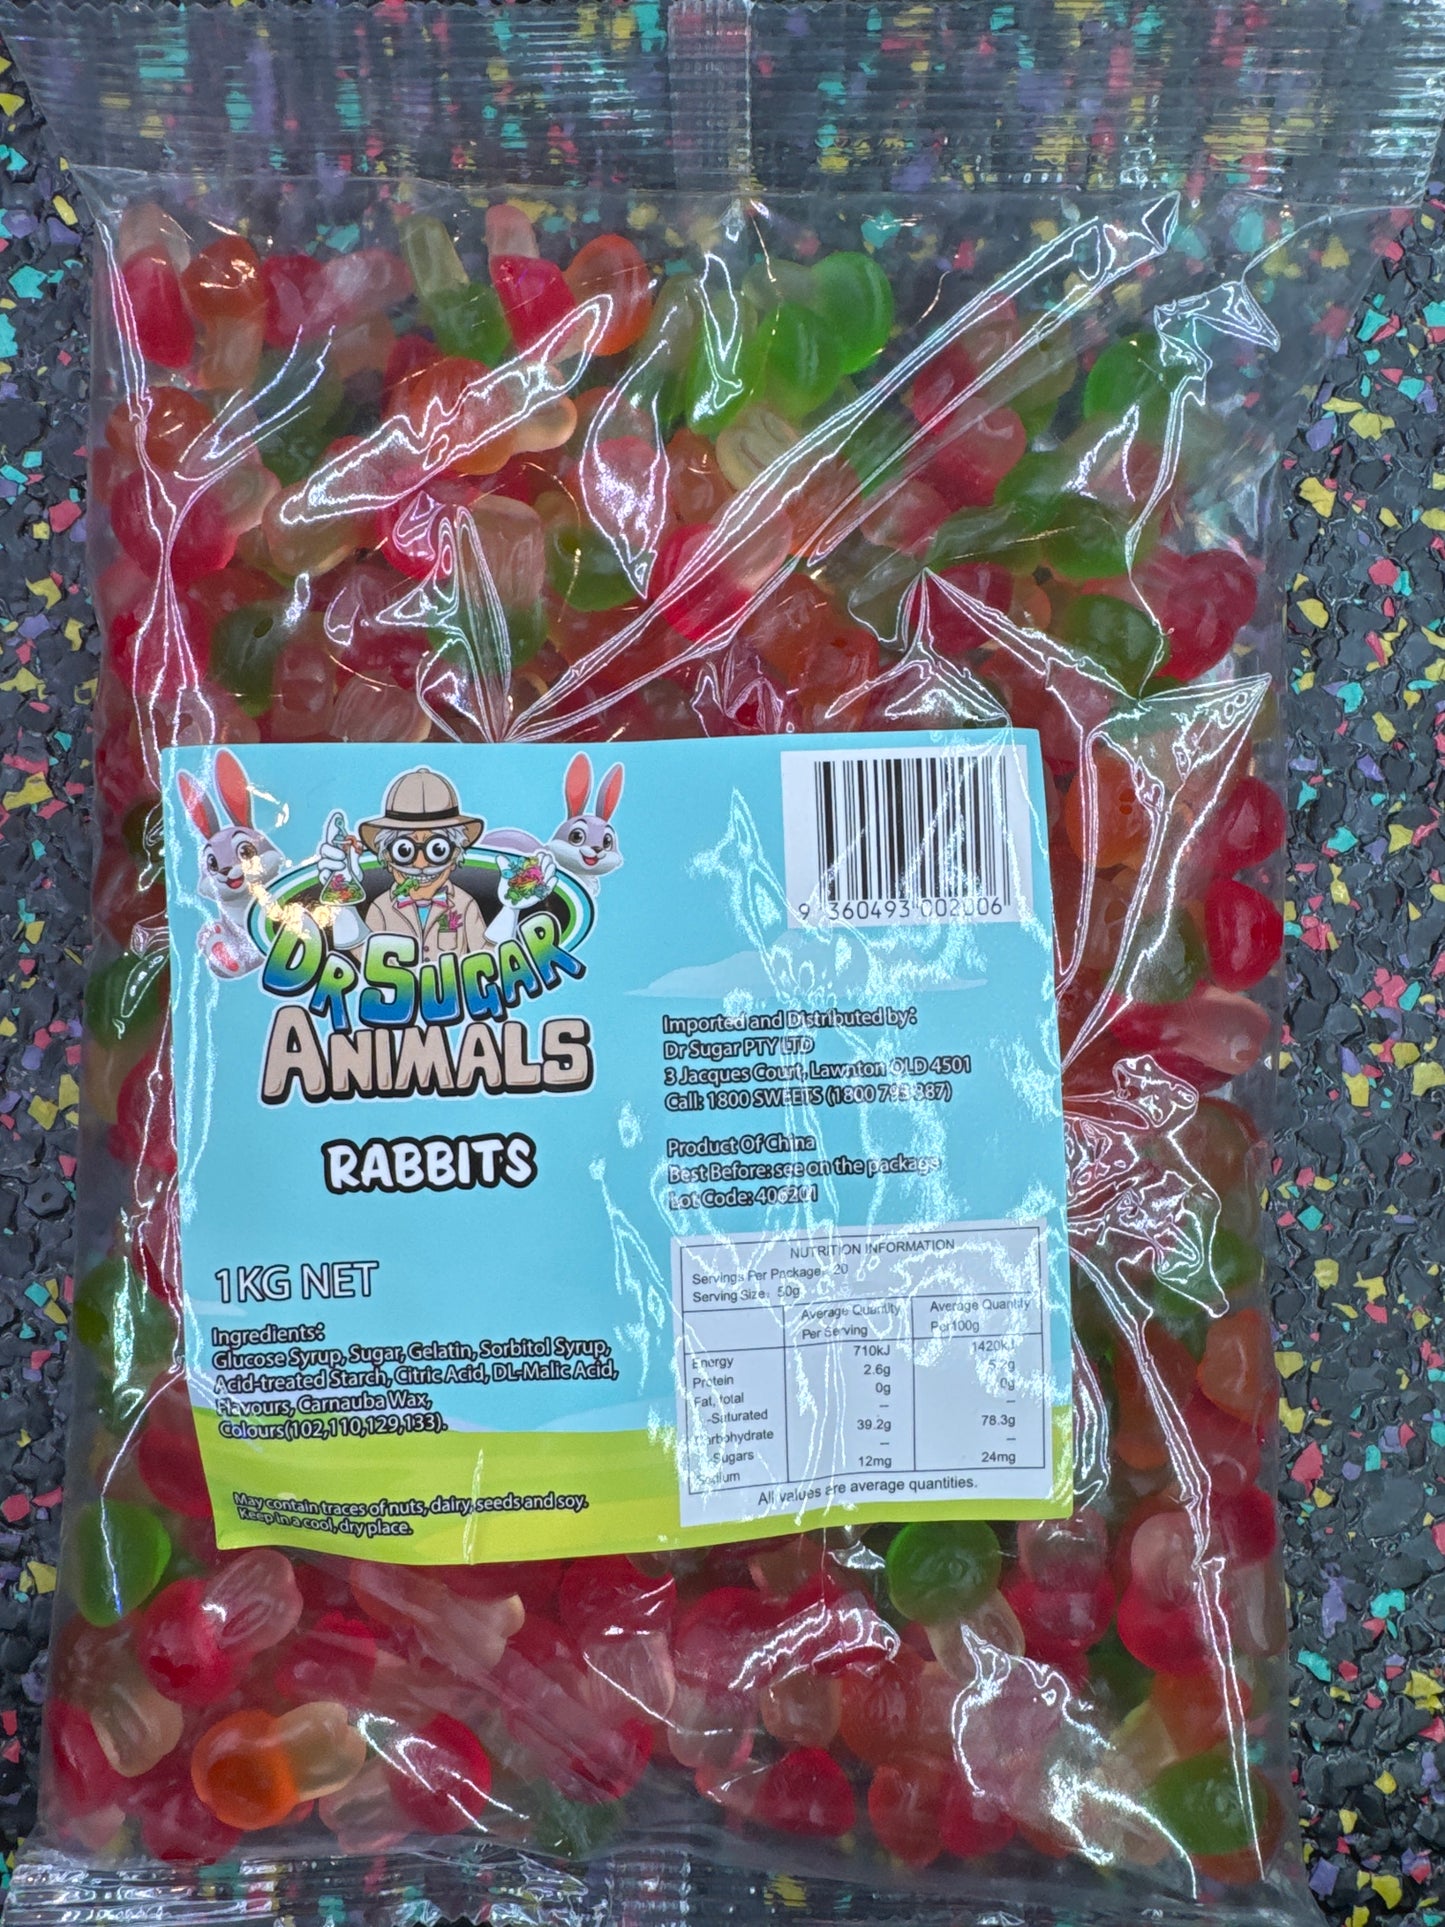 DR SUGAR
ANIMALS
RABBITS
1KG NET
Ingredients:
Glucose Syrup, Sugar, Gelatin, Sorbitol Syrup,
Acid-treated Starch, Citric Acid, DL-Malic Acid,
Flavours, Carnauba Wax,
Colours(102,110,129,133).
May contain traces of nuts, dairy, seeds and soy.
Keep in a cool, dry place.
9 360493 002006
Imported and Distributed by:
Dr Sugar PTY LTD
3 Jacques Court, Lawnton QLD 4501
Call: 1800 SWEETS (1800 793 387)
Product Of China
Best Before: see on the package
Lot Code: 406201
NUTRITION INFORMATION
Servings Per Package: 20
Serving Size: 50g
Average Quantity Per Serving Average Quantity Per 100g
Energy 710kJ 1420kJ
Protein 2.6g 5.2g
Fat, total 0g 0g
-Saturated – –
Carbohydrate 39.2g 78.3g
-Sugars – –
Sodium 12mg 24mg
All values are average quantities.